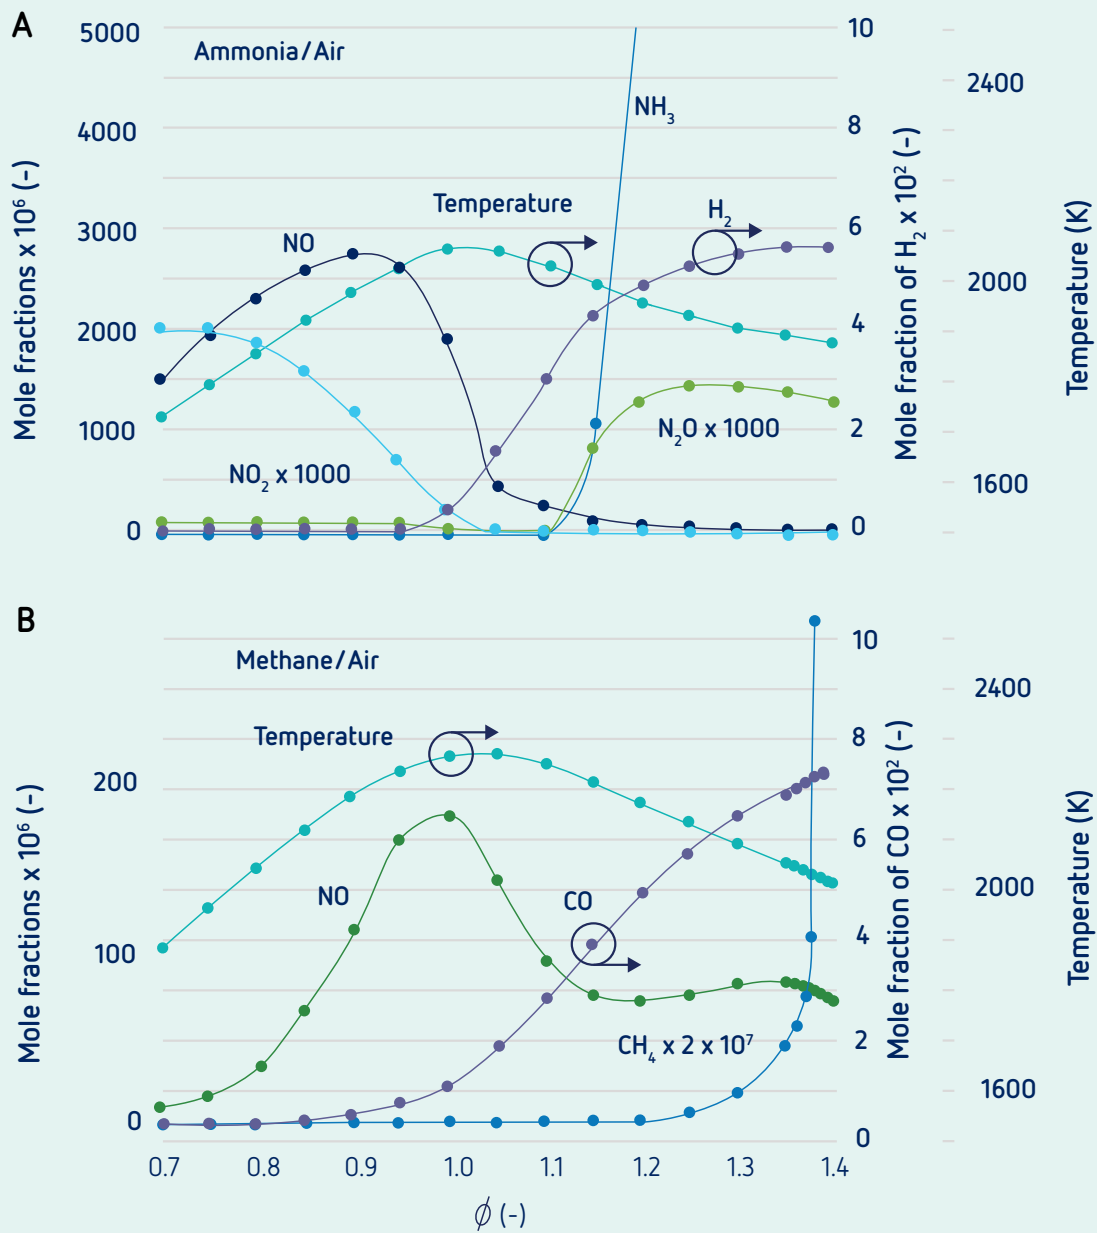 A
Ammonia/Air
5000
4000
3000
2000
1000
0
Mole fractions x 10⁶ (-)
NO
Temperature
H₂
NH₃
N₂O x 1000
NO₂ x 1000
10
8
6
4
2
0
Mole fraction of H₂ x 10² (-)
2400
2000
1600
Temperature (K)
B
Methane/Air
200
100
0
Mole fractions x 10⁶ (-)
Temperature
NO
CO
CH₄ x 2 x 10⁷
10
8
6
4
2
0
Mole fraction of CO x 10² (-)
2400
2000
1600
Temperature (K)
0.7 0.8 0.9 1.0 1.1 1.2 1.3 1.4
ϕ (-)